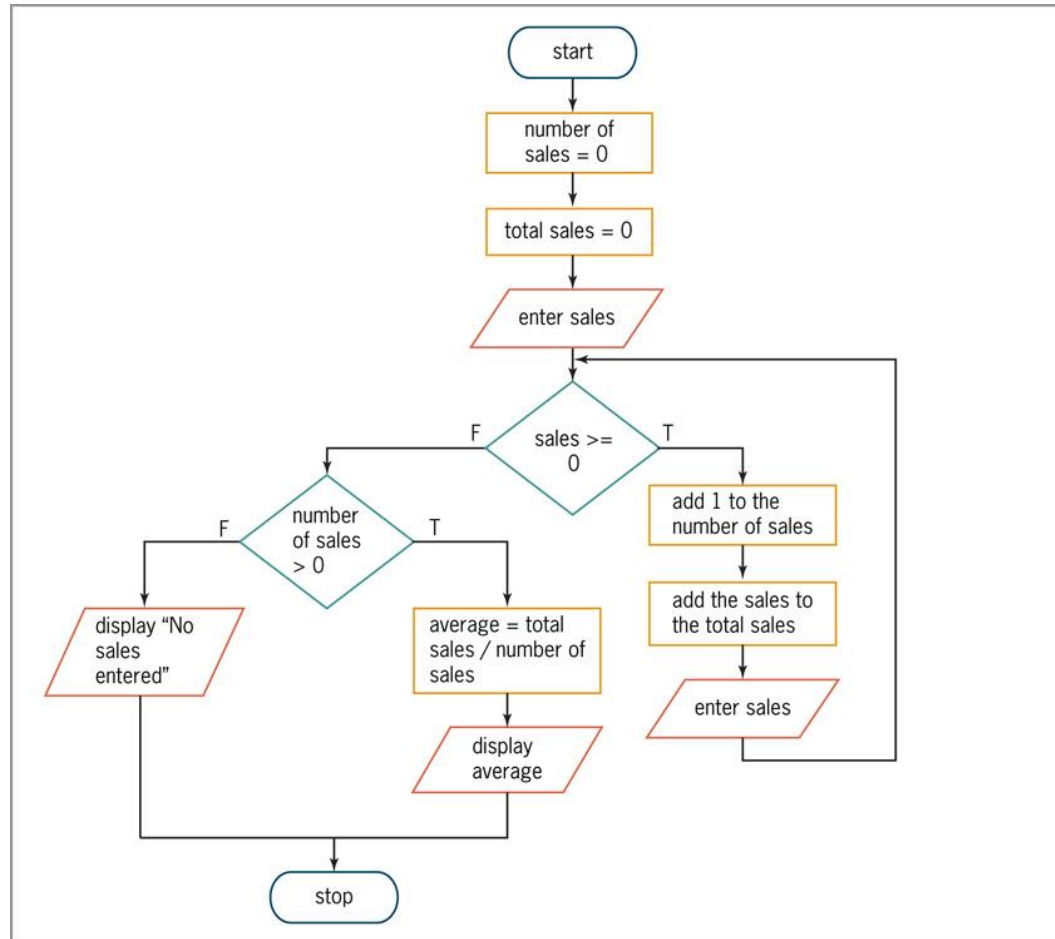 start
number of
sales = 0
total sales = 0
enter sales
sales >=
0
F
T
number
of sales
> 0
F
T
add 1 to the
number of sales
add the sales to
the total sales
enter sales
display “No
sales
entered”
average = total
sales / number of
sales
display
average
stop